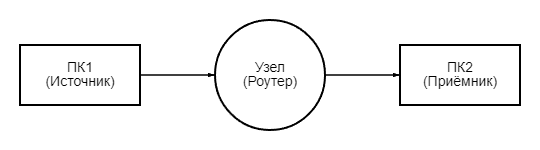 ПК1
(Источник)
Узел
(Роутер)
ПК2
(Приёмник)